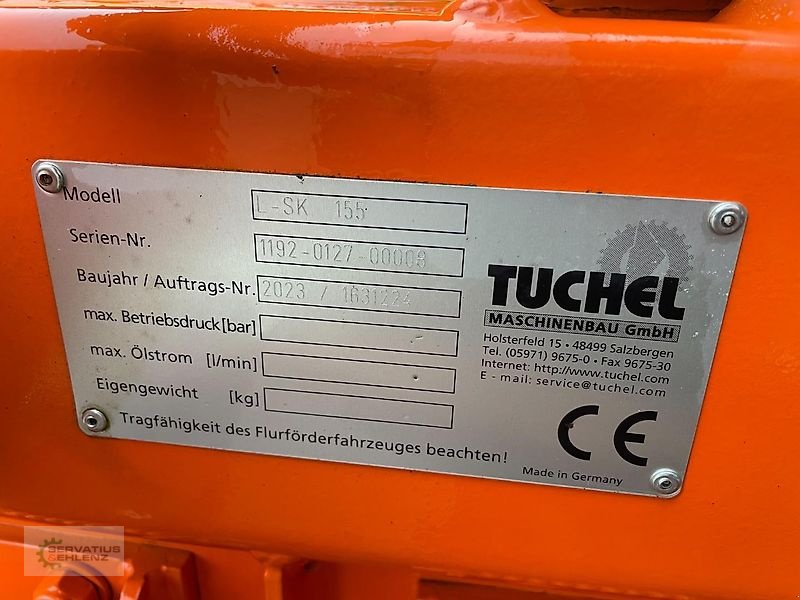 Modell L-SK 155
Serien-Nr. 1192-0127-00008
Baujahr / Auftrags-Nr. 2023 / 1631224
max. Betriebsdruck [bar]
max. Ölstrom [l/min]
Eigengewicht [kg]
Tragfähigkeit des Flurförderfahrzeuges beachten!
TUCHEL
MASCHINENBAU GmbH
Holsterfeld 15 • 48499 Salzbergen
Tel. (05971) 9675-0 • Fax 9675-30
Internet: http://www.tuchel.com
E - mail: service@tuchel.com
CE
Made in Germany
SERVATIUS
&EHLENZ